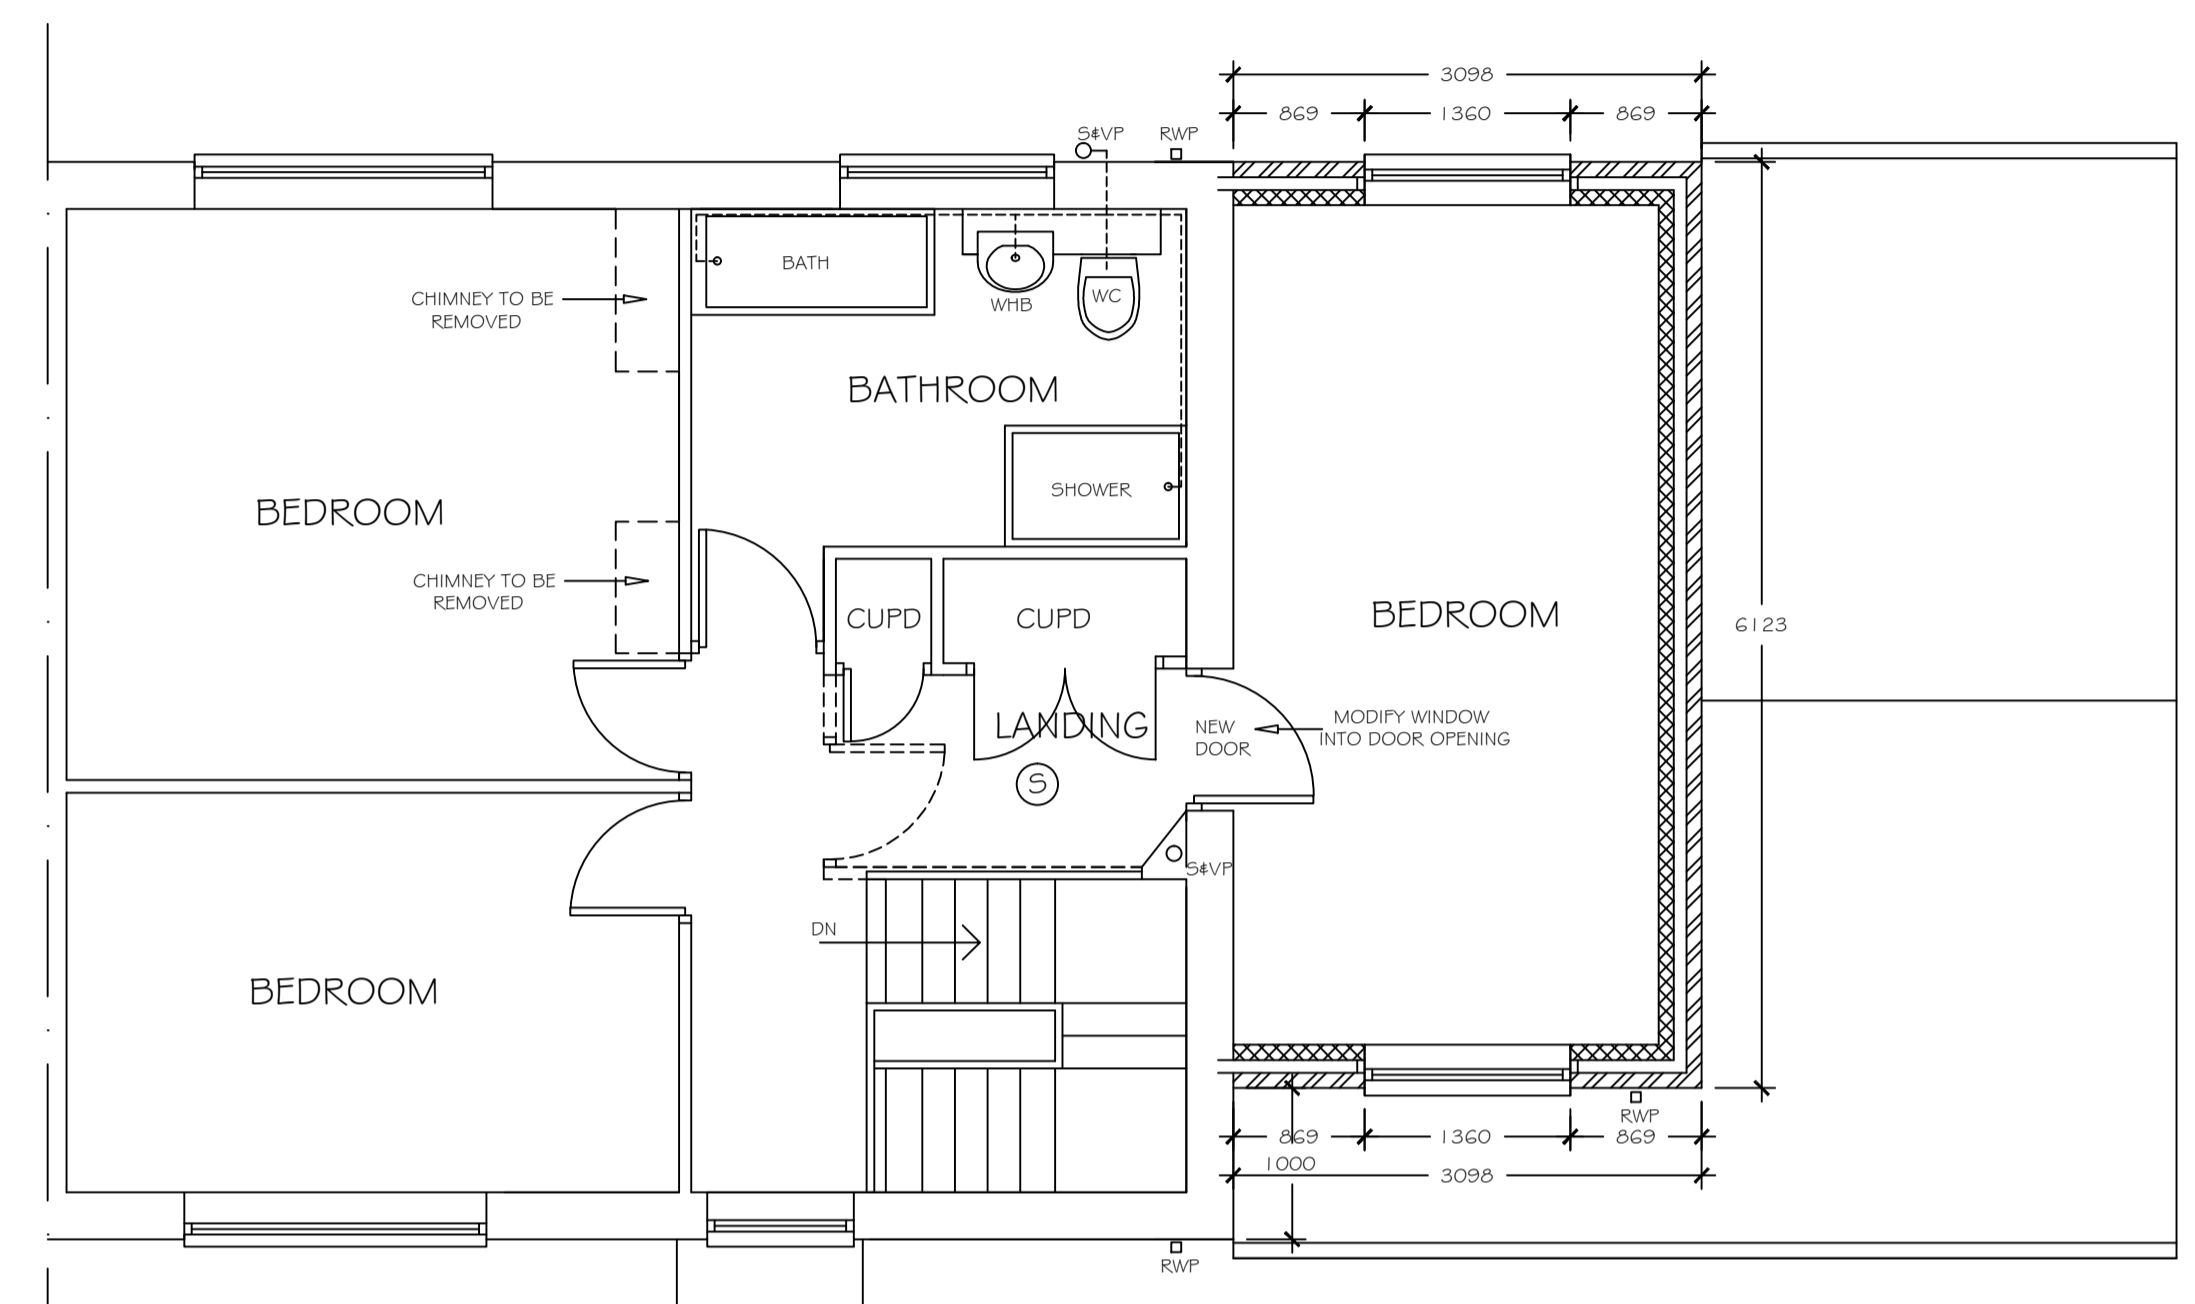 3098
869
1360
869
S&VP
RWP
BATH
WHB
WC
CHIMNEY TO BE
REMOVED
BATHROOM
SHOWER
BEDROOM
CHIMNEY TO BE
REMOVED
CUPD
CUPD
BEDROOM
6123
LANDING
NEW
DOOR
MODIFY WINDOW
INTO DOOR OPENING
S
S&VP
DN
BEDROOM
RWP
869
1360
869
1000
3098
RWP